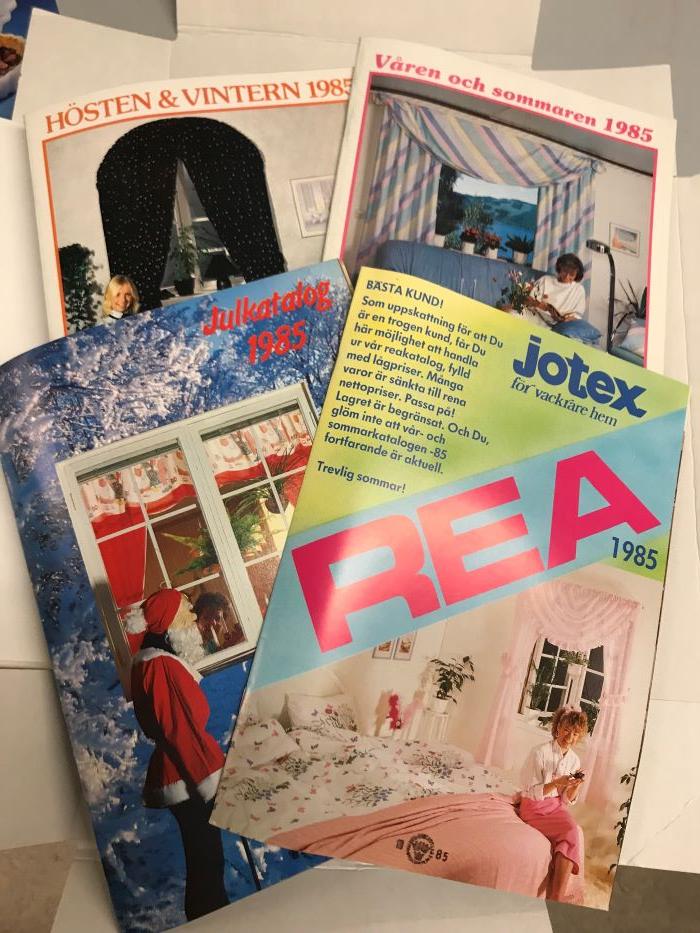 HÖSTEN & VINTERN 1985
Våren och sommaren 1985
Julkatalog
1985
BÄSTA KUND!
Som uppskattning för att Du
är en trogen kund, får Du
här möjlighet att handla
ur vår reakatalog, fylld
med lågpriser. Många
varor är sänkta till rena
nettopriser. Passa på!
Lagret är begränsat. Och Du,
glöm inte att vår- och
sommarkatalogen -85
fortfarande är aktuell.
Trevlig sommar!
jotex
för vackrare hem
REA
1985
85